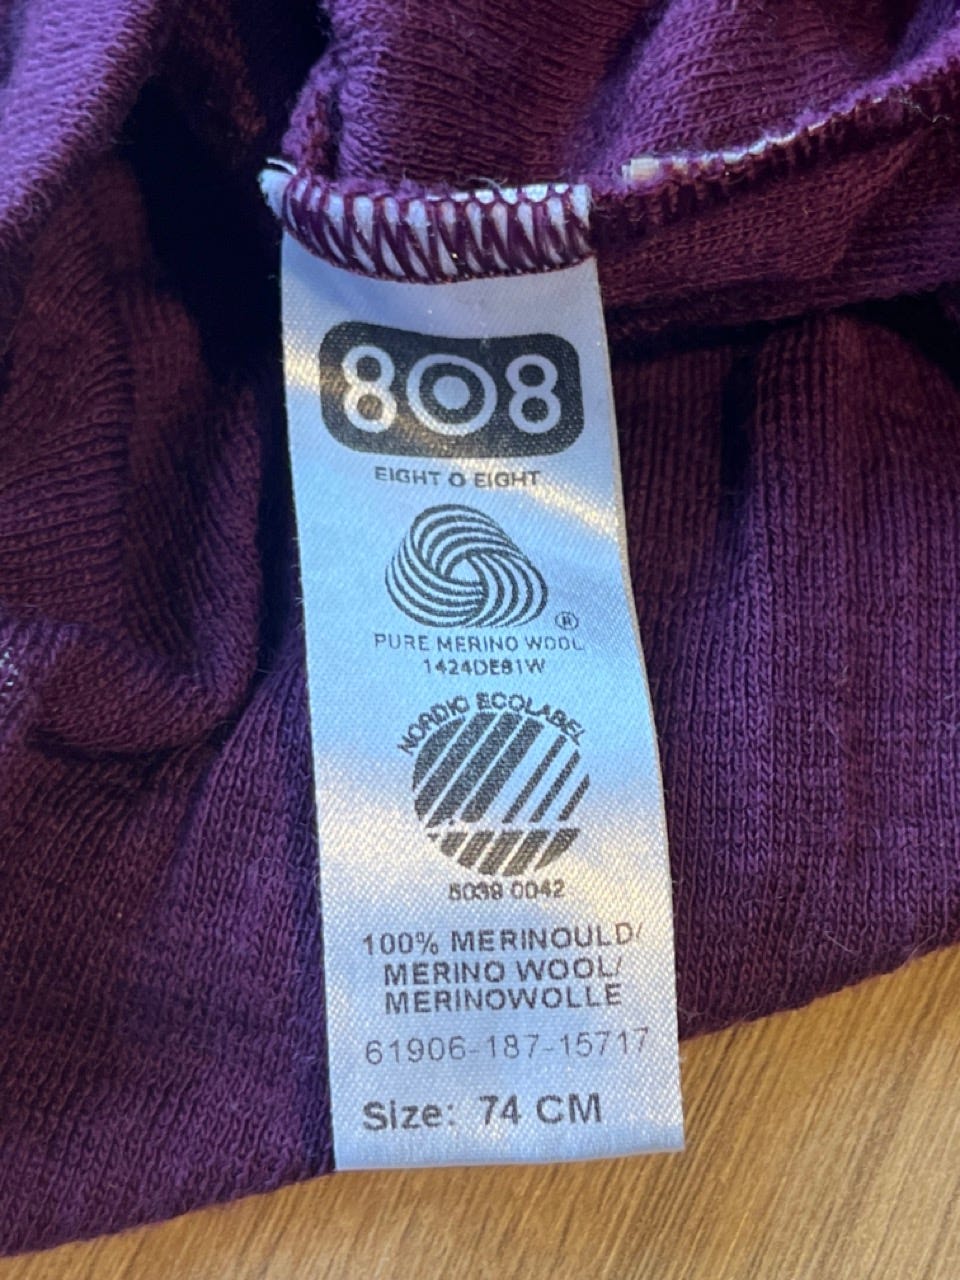 808
EIGHT O EIGHT
®
PURE MERINO WOOL
1424DE81W
NORDIC ECOLABEL
5039 0042
100% MERINOULD/
MERINO WOOL/
MERINOWOLLE
61906-187-15717
Size: 74 CM